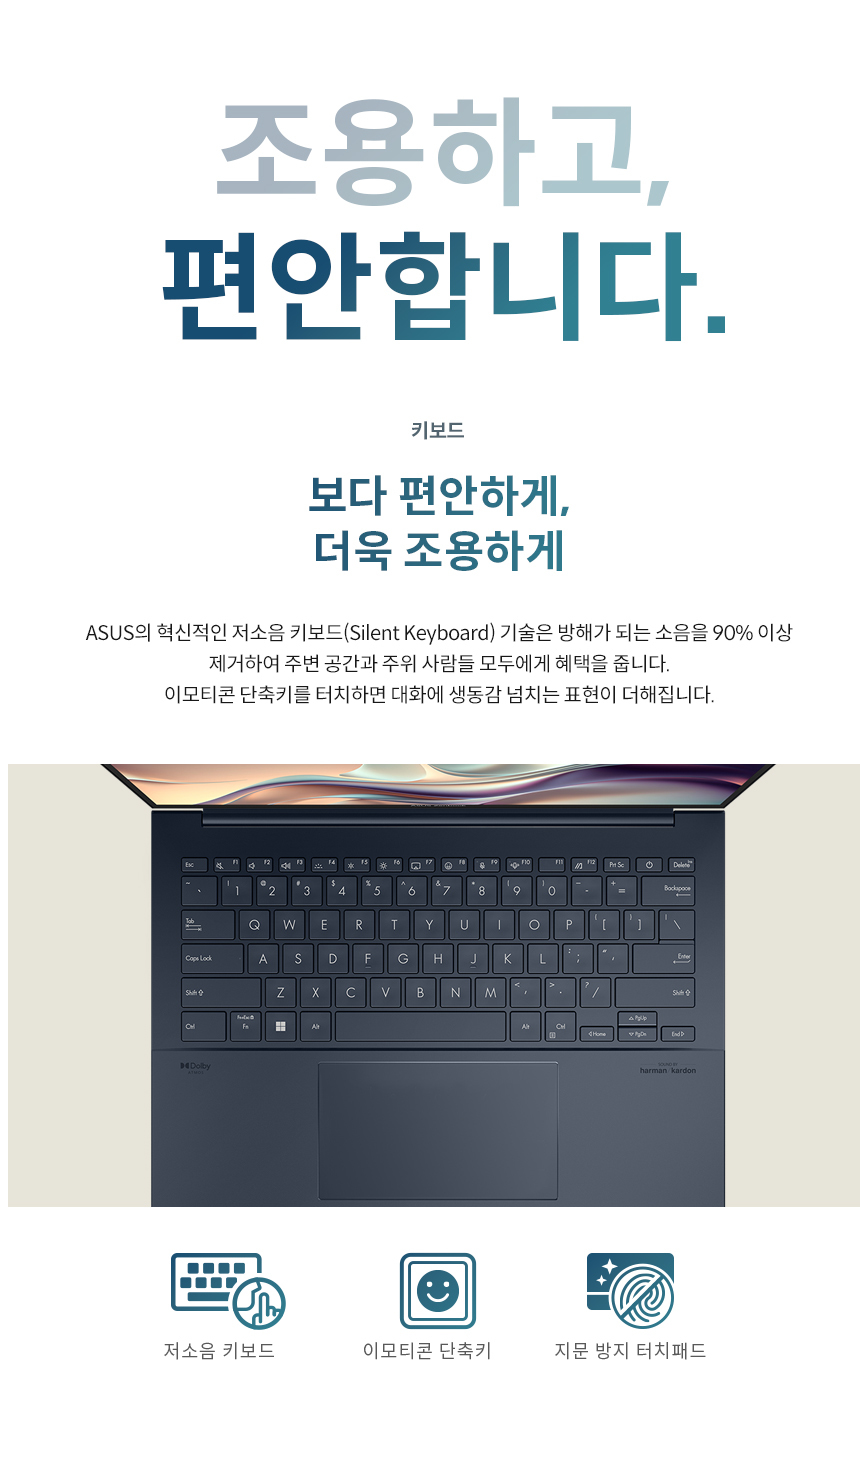 조용하고,
편안합니다.
키보드
보다 편안하게,
더욱 조용하게
ASUS의 혁신적인 저소음 키보드(Silent Keyboard) 기술은 방해가 되는 소음을 90% 이상
제거하여 주변 공간과 주위 사람들 모두에게 혜택을 줍니다.
이모티콘 단축키를 터치하면 대화에 생동감 넘치는 표현이 더해집니다.
Esc F1 F2 F3 F4 F5 F6 F7 F8 F9 F10 F11 F12 Prt Sc Delete
~ ` ! 1 @ 2 # 3 $ 4 % 5 ^ 6 & 7 * 8 ( 9 ) 0 _ - + = Backspace
Tab Q W E R T Y U I O P { [ } ] | \
Caps Lock A S D F G H J K L : ; " ' Enter
Shift Z X C V B N M < , > . ? / Shift
Ctrl Fn Alt Alt Ctrl Home PgUp PgDn End
Dolby
harman kardon
저소음 키보드
이모티콘 단축키
지문 방지 터치패드